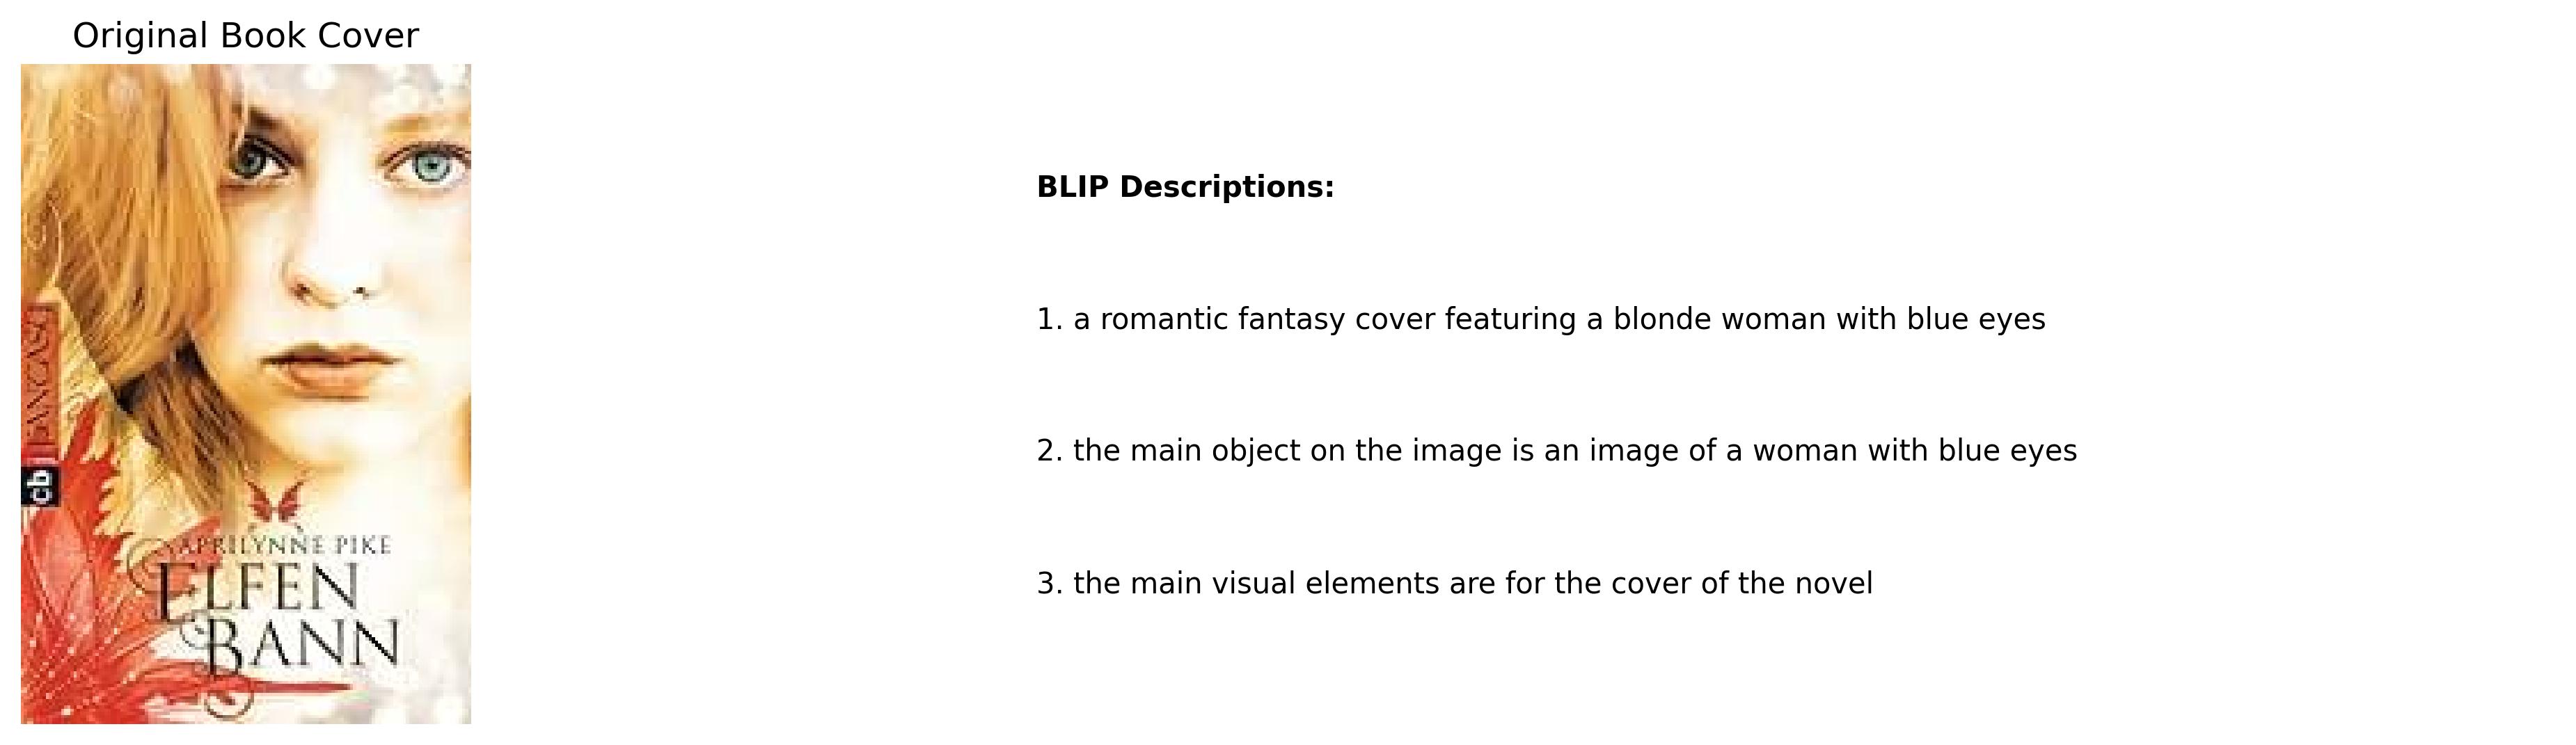 Original Book Cover
FANTASY
cb
APRILYNNE PIKE
ELFEN
BANN
BLIP Descriptions:
1. a romantic fantasy cover featuring a blonde woman with blue eyes
2. the main object on the image is an image of a woman with blue eyes
3. the main visual elements are for the cover of the novel